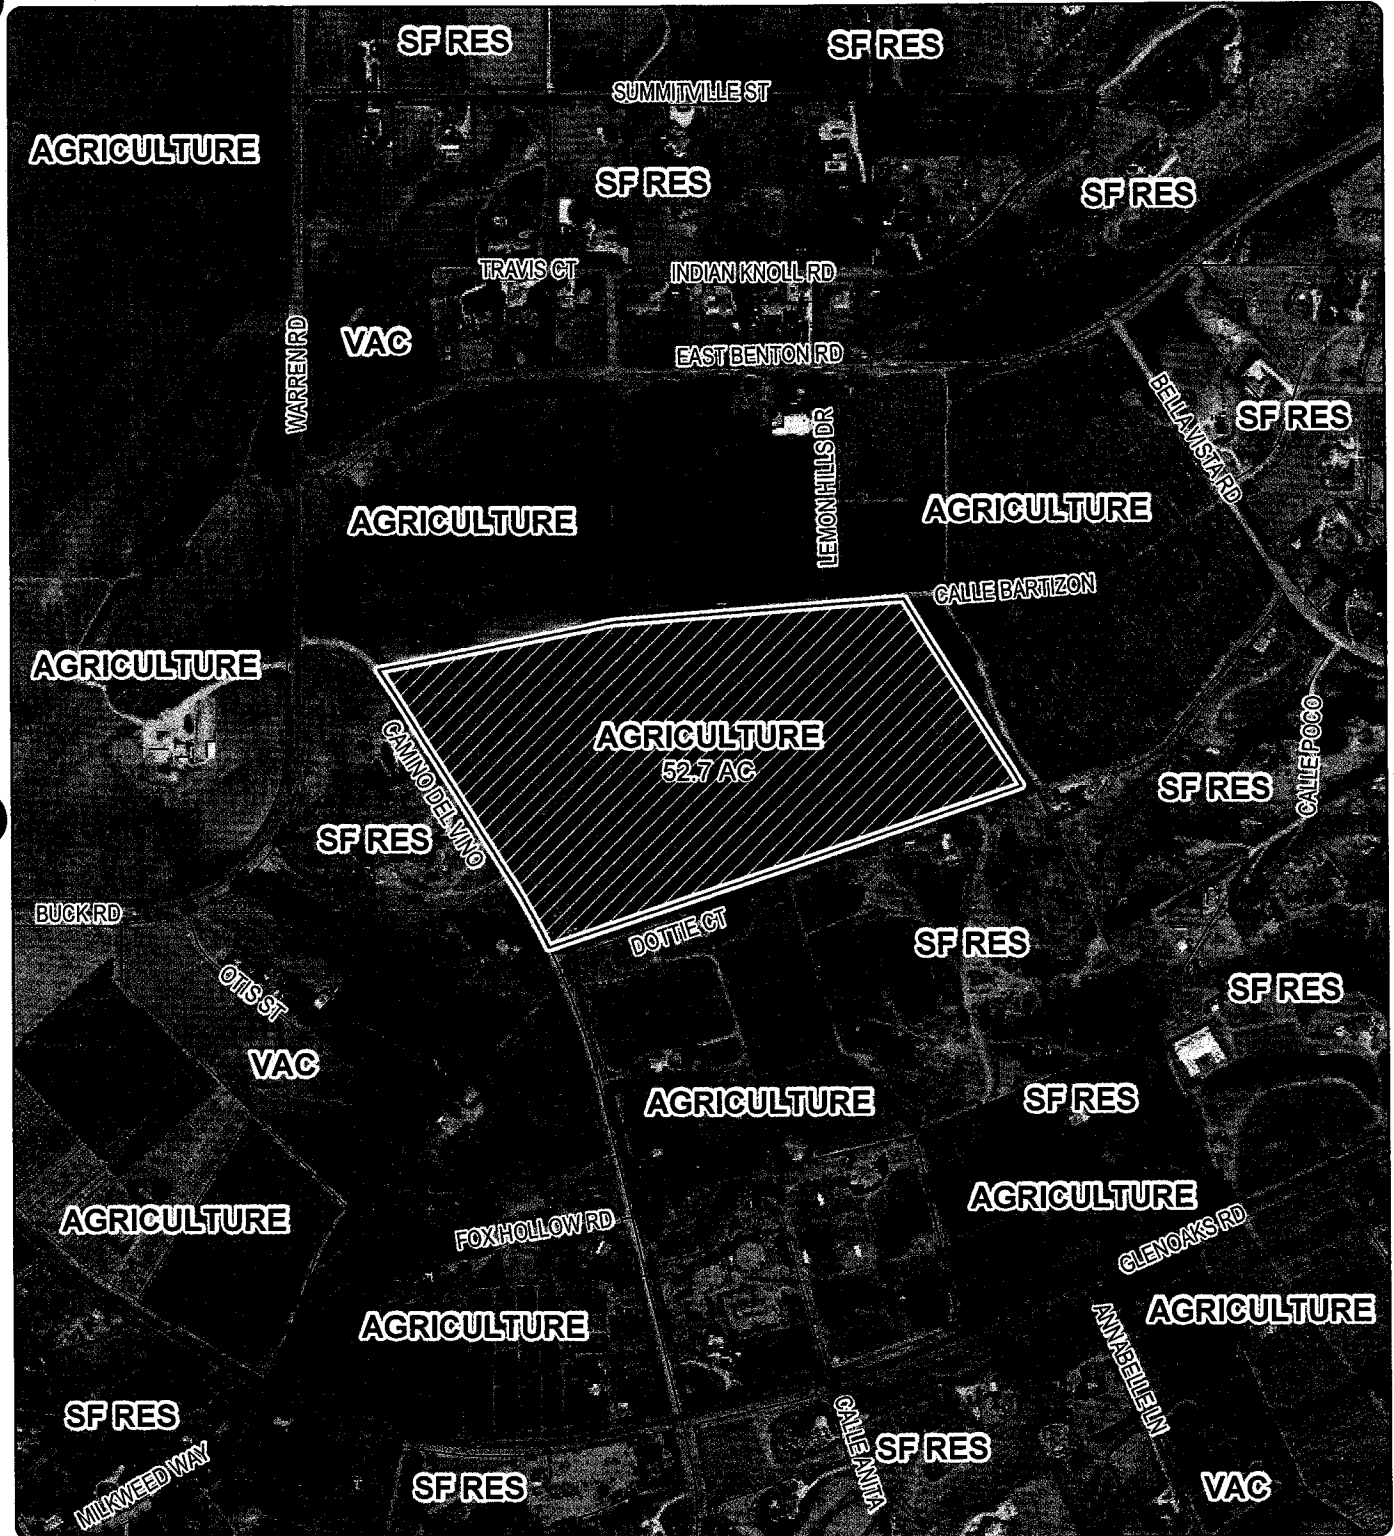 SF RES
SF RES
SUMMITVILLE ST
AGRICULTURE
SF RES
SF RES
TRAVIS CT
INDIAN KNOLL RD
WARREN RD
VAC
EAST BENTON RD
BELLA VISTA RD
SF RES
LEMON HILLS DR
AGRICULTURE
AGRICULTURE
CALLE BARTIZON
AGRICULTURE
AGRICULTURE
52.7 AC
CAMINO DEL VINO
CALLE POCO
SF RES
SF RES
BUCK RD
DOTTIE CT
SF RES
OTIS ST
SF RES
VAC
AGRICULTURE
SF RES
AGRICULTURE
AGRICULTURE
FOX HOLLOW RD
GLENOAKS RD
AGRICULTURE
AGRICULTURE
ANNABELLE LN
SF RES
CALLE ANITA
SF RES
MILKWEED WAY
SF RES
VAC